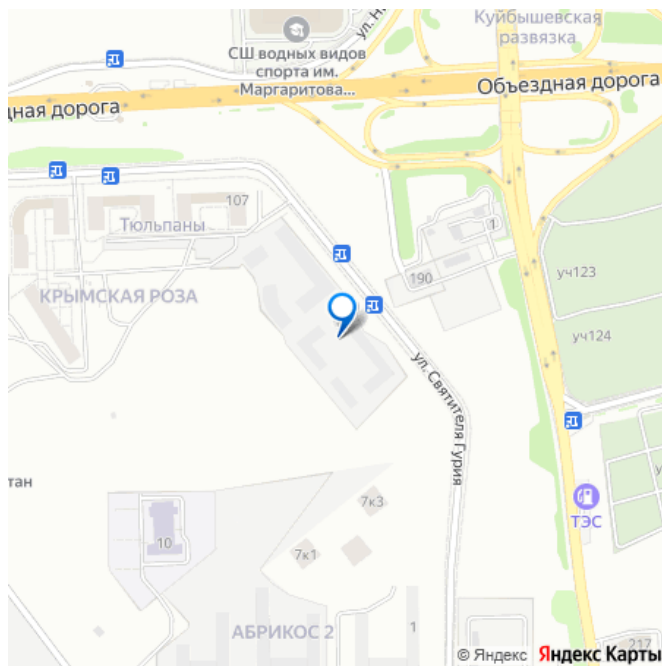 Куйбышевская
развязка
ул. Н
СШ водных видов
спорта им.
Маргаритова...
Объездная дорога
дная дорога
107
Тюльпаны
1
190
уч123
КРЫМСКАЯ РОЗА
уч124
ул. Святителя Гурия
тан
7к3
ТЭС
10
7к1
АБРИКОС 2
1
217
© Яндекс Яндекс Карты